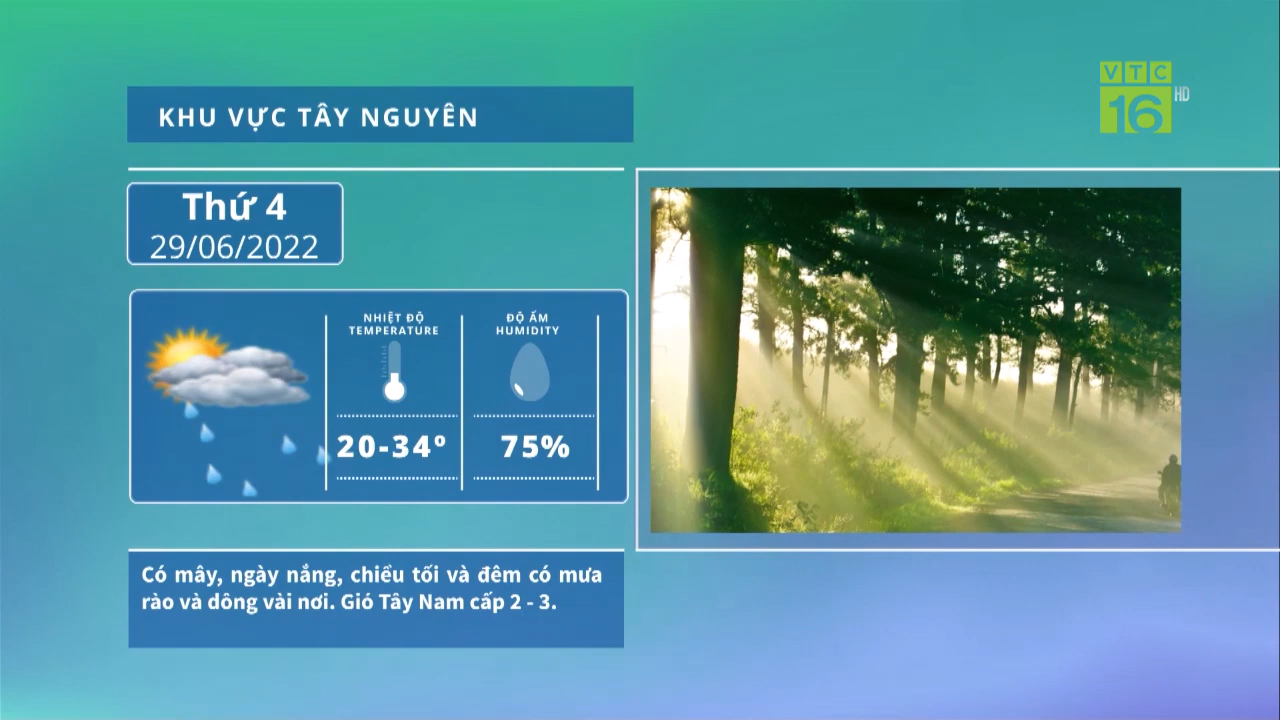 VTC
16 HD
KHU VỰC TÂY NGUYÊN
Thứ 4
29/06/2022
NHIỆT ĐỘ
TEMPERATURE
20-34º
ĐỘ ẨM
HUMIDITY
75%
Có mây, ngày nắng, chiều tối và đêm có mưa
rào và dông vài nơi. Gió Tây Nam cấp 2 - 3.